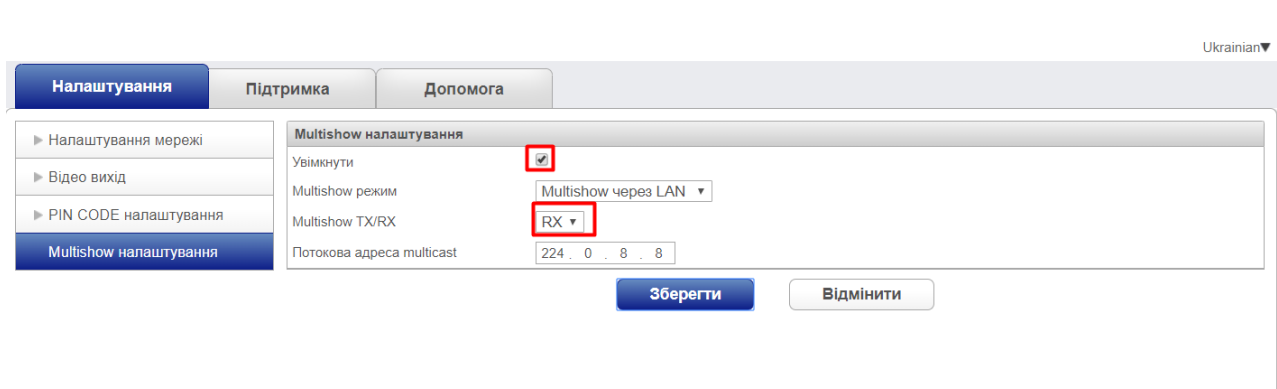 Ukrainian▼
Налаштування Підтримка Допомога
Налаштування мережі
Відео вихід
PIN CODE налаштування
Multishow налаштування
Multishow налаштування
Увімкнути
Multishow режим Multishow через LAN
Multishow TX/RX RX
Потокова адреса multicast 224 . 0 . 8 . 8
Зберегти Відмінити